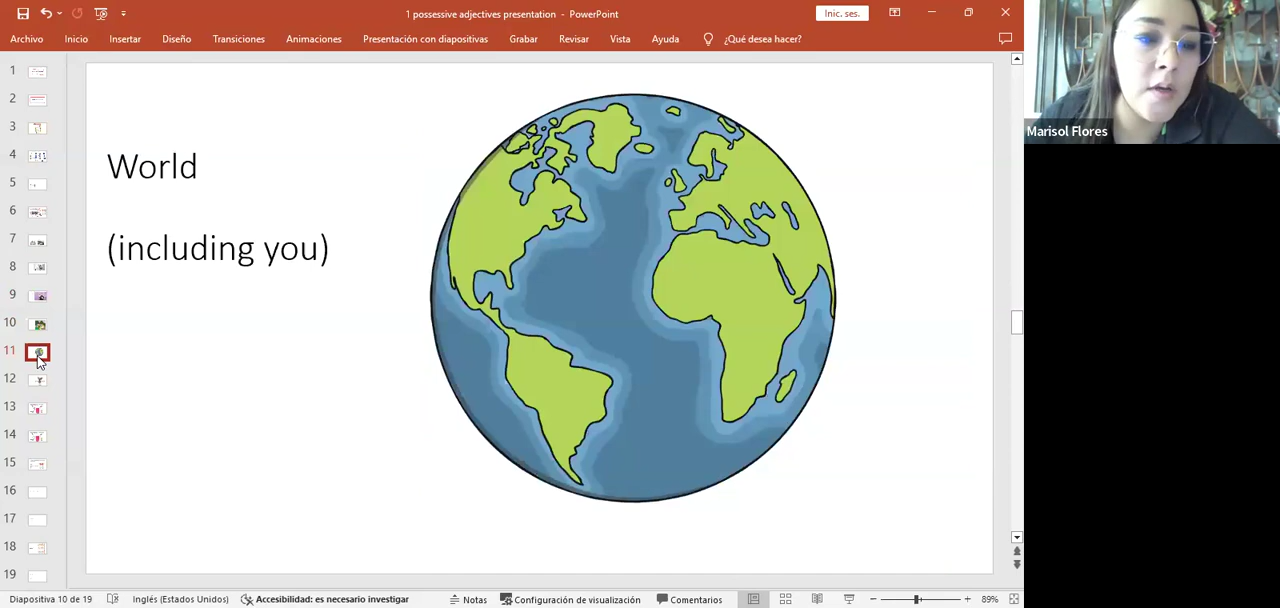 1 possessive adjectives presentation - PowerPoint
Inic. ses.
Archivo Inicio Insertar Diseño Transiciones Animaciones Presentación con diapositivas Grabar Revisar Vista Ayuda ¿Qué desea hacer?
1
2
3
4
5
6
7
8
9
10
11
12
13
14
15
16
17
18
19
World
(including you)
Marisol Flores
Diapositiva 10 de 19 Inglés (Estados Unidos) Accesibilidad: es necesario investigar Notas Configuración de visualización Comentarios 89%